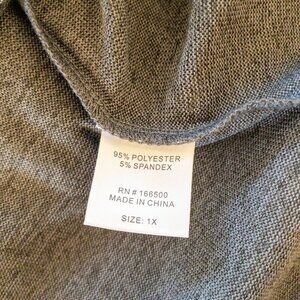 95% POLYESTER
5% SPANDEX
RN # 166500
MADE IN CHINA
SIZE: 1X